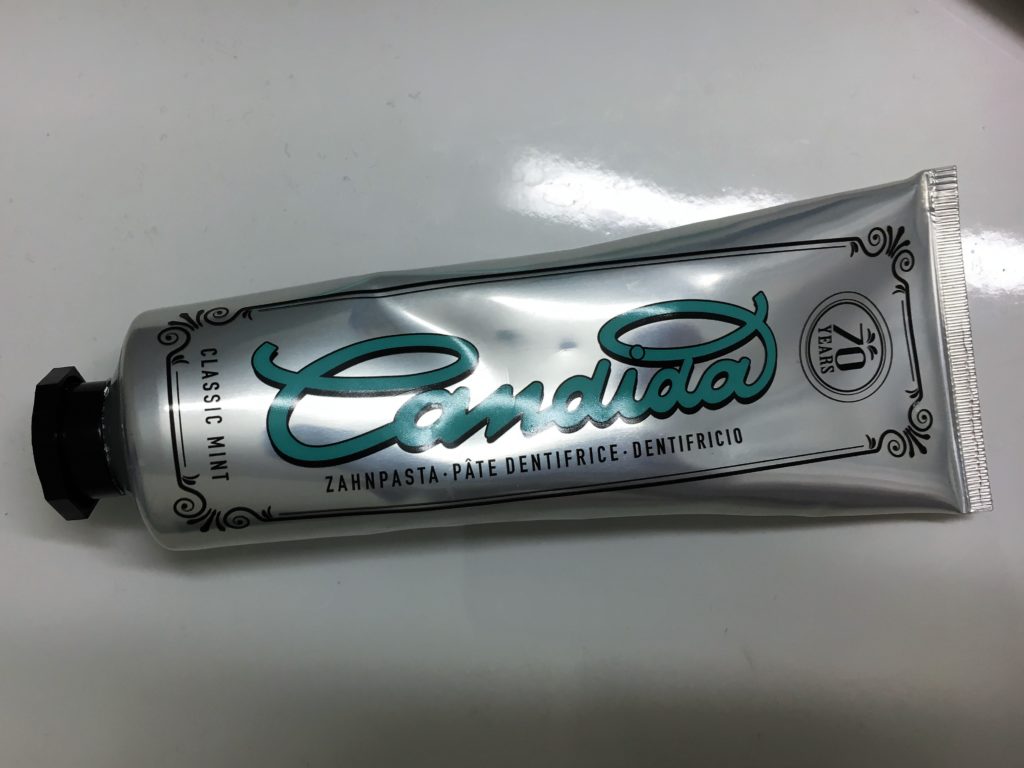 CLASSIC MINT
Candida
ZAHNPASTA · PÂTE DENTIFRICE · DENTIFRICIO
70
YEARS